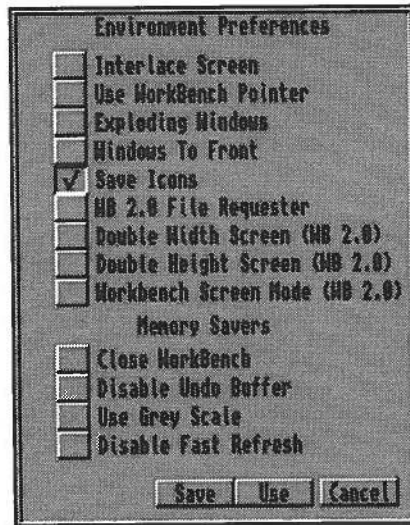 Environment Preferences
Interlace Screen
Use WorkBench Pointer
Exploding Windows
Windows To Front
Save Icons
WB 2.0 File Requester
Double Width Screen (WB 2.0)
Double Height Screen (WB 2.0)
Workbench Screen Mode (WB 2.0)
Memory Savers
Close WorkBench
Disable Undo Buffer
Use Grey Scale
Disable Fast Refresh
Save Use Cancel